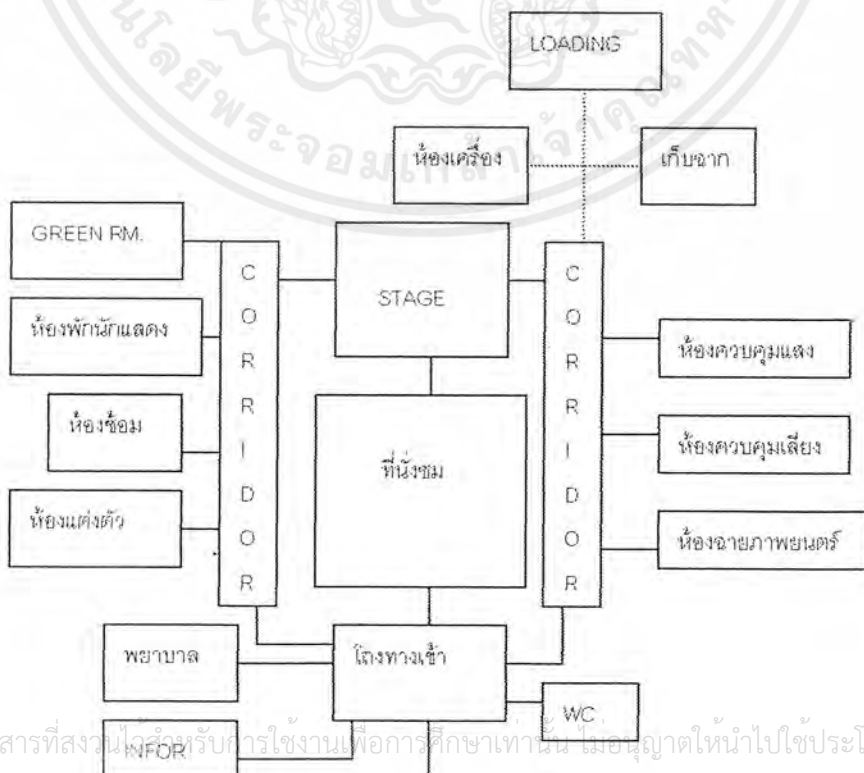 LOADING
ห้องเครื่อง
เก็บฉาก
GREEN RM.
CORRIDOR
STAGE
CORRIDOR
ห้องพักนักแสดง
ห้องควบคุมแสง
ห้องซ้อม
ห้องควบคุมเสียง
ที่นั่งชม
ห้องแต่งตัว
ห้องฉายภาพยนตร์
พยาบาล
โถงทางเข้า
WC
INFOR.
สารที่สงวนไว้สำหรับการใช้งานเพื่อการศึกษาเท่านั้น ไม่อนุญาตให้นำไปใช้ประโ